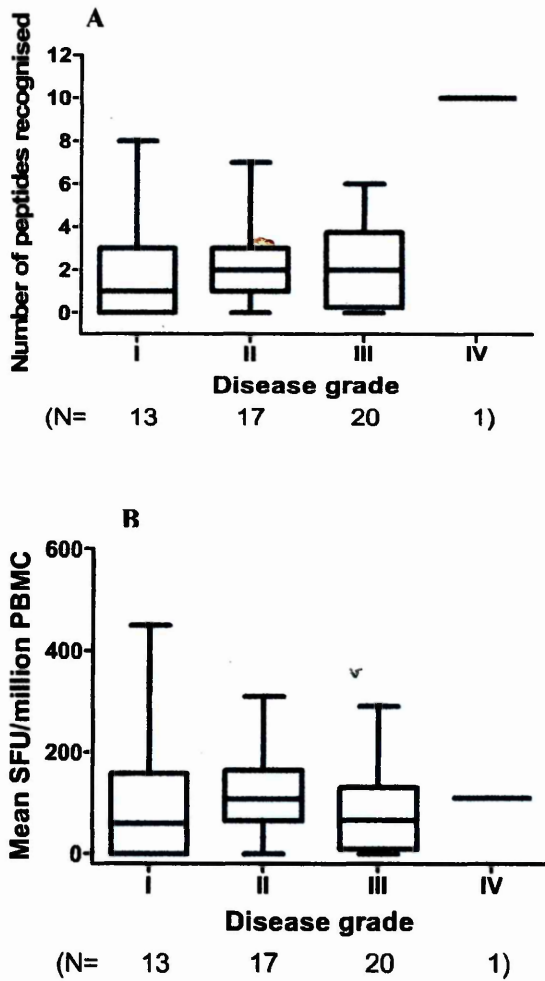 A
Number of peptides recognised
12
10
8
6
4
2
0
I II III IV
Disease grade
(N= 13 17 20 1)
B
Mean SFU/million PBMC
600
400
200
0
I II III IV
Disease grade
(N= 13 17 20 1)